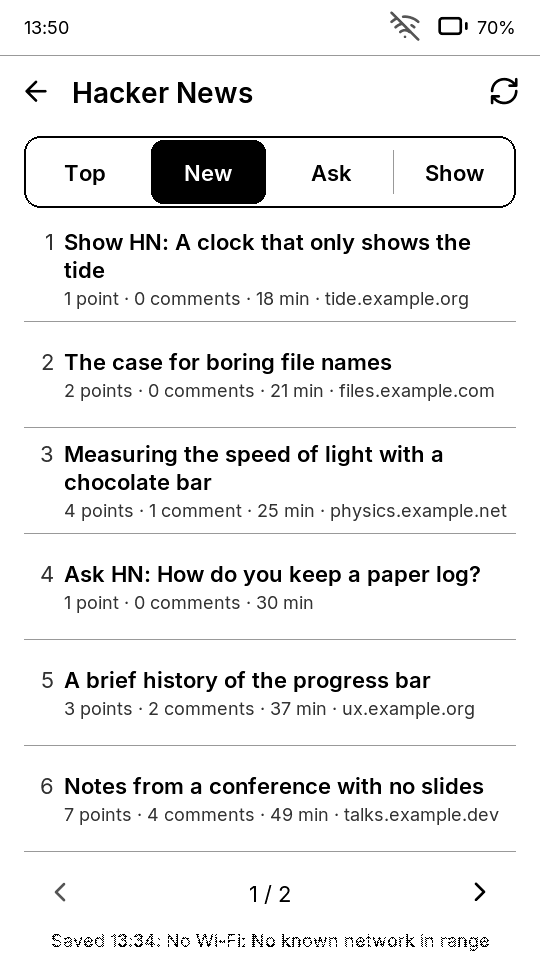 13:50
70%
Hacker News
Top
New
Ask
Show
1 Show HN: A clock that only shows the
tide
1 point · 0 comments · 18 min · tide.example.org
2 The case for boring file names
2 points · 0 comments · 21 min · files.example.com
3 Measuring the speed of light with a
chocolate bar
4 points · 1 comment · 25 min · physics.example.net
4 Ask HN: How do you keep a paper log?
1 point · 0 comments · 30 min
5 A brief history of the progress bar
3 points · 2 comments · 37 min · ux.example.org
6 Notes from a conference with no slides
7 points · 4 comments · 49 min · talks.example.dev
1 / 2
Saved 13:34: No Wi-Fi: No known network in range